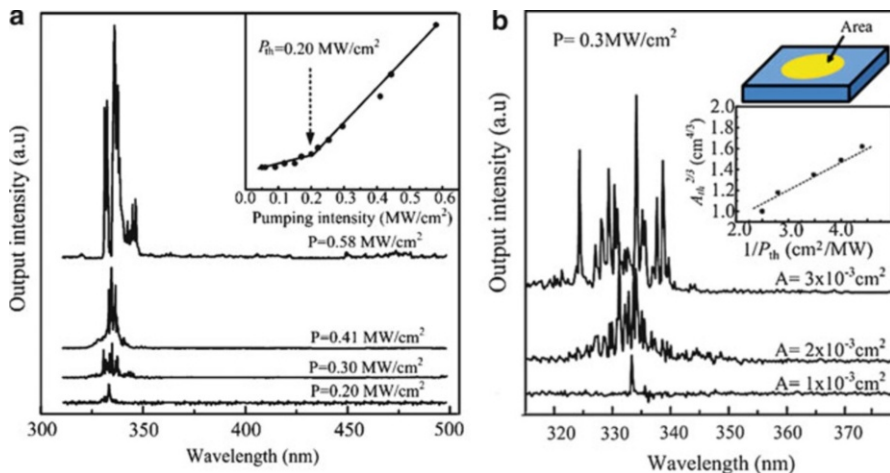 a
P_th=0.20 MW/cm²
0.0 0.1 0.2 0.3 0.4 0.5 0.6
Pumping intensity (MW/cm²)
P=0.58 MW/cm²
P=0.41 MW/cm²
P=0.30 MW/cm²
P=0.20 MW/cm²
Output intensity (a.u)
300 350 400 450 500
Wavelength (nm)
b
P= 0.3MW/cm²
Area
2.0
1.8
1.6
1.4
1.2
1.0
A_th^2/3 (cm^4/3)
2.0 3.0 4.0 5.0
1/P_th (cm²/MW)
A= 3x10⁻³cm²
A= 2x10⁻³cm²
A= 1x10⁻³cm²
Output intensity (a.u)
320 330 340 350 360 370
Wavelength (nm)